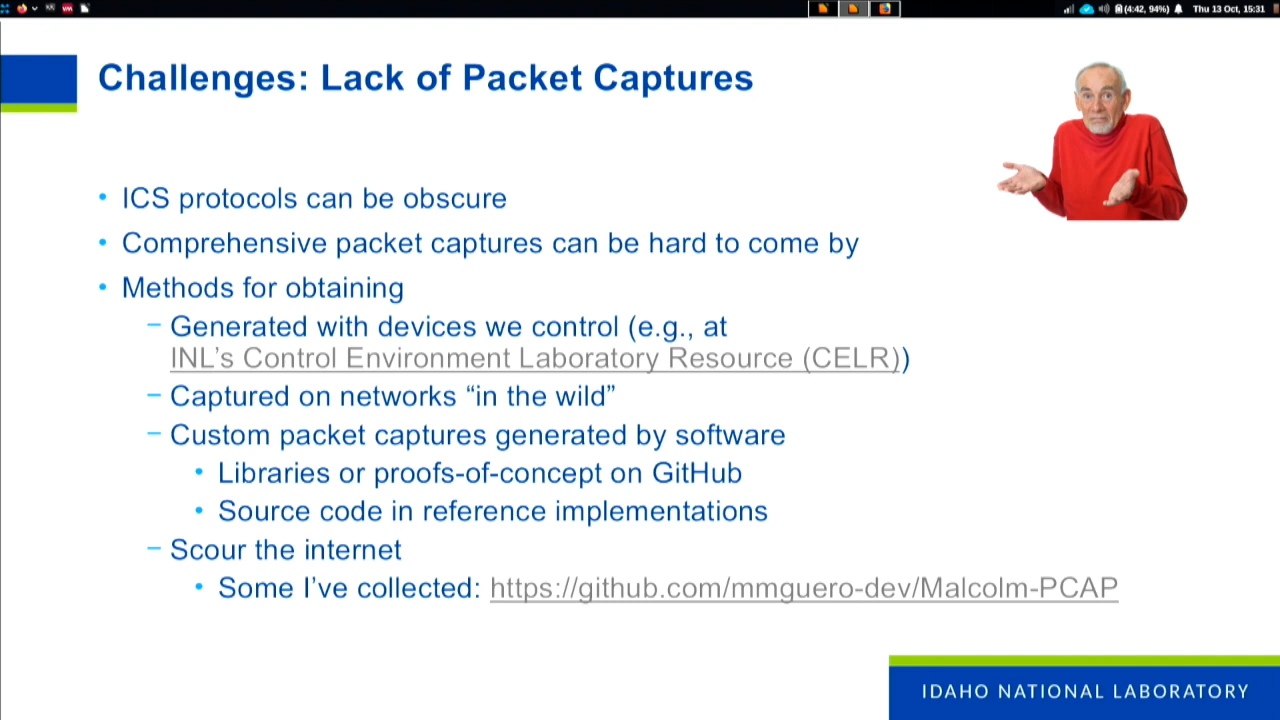 (4:42, 94%) Thu 13 Oct, 15:31
Challenges: Lack of Packet Captures
• ICS protocols can be obscure
• Comprehensive packet captures can be hard to come by
• Methods for obtaining
− Generated with devices we control (e.g., at
INL’s Control Environment Laboratory Resource (CELR))
− Captured on networks “in the wild”
− Custom packet captures generated by software
• Libraries or proofs-of-concept on GitHub
• Source code in reference implementations
− Scour the internet
• Some I’ve collected: https://github.com/mmguero-dev/Malcolm-PCAP
IDAHO NATIONAL LABORATORY